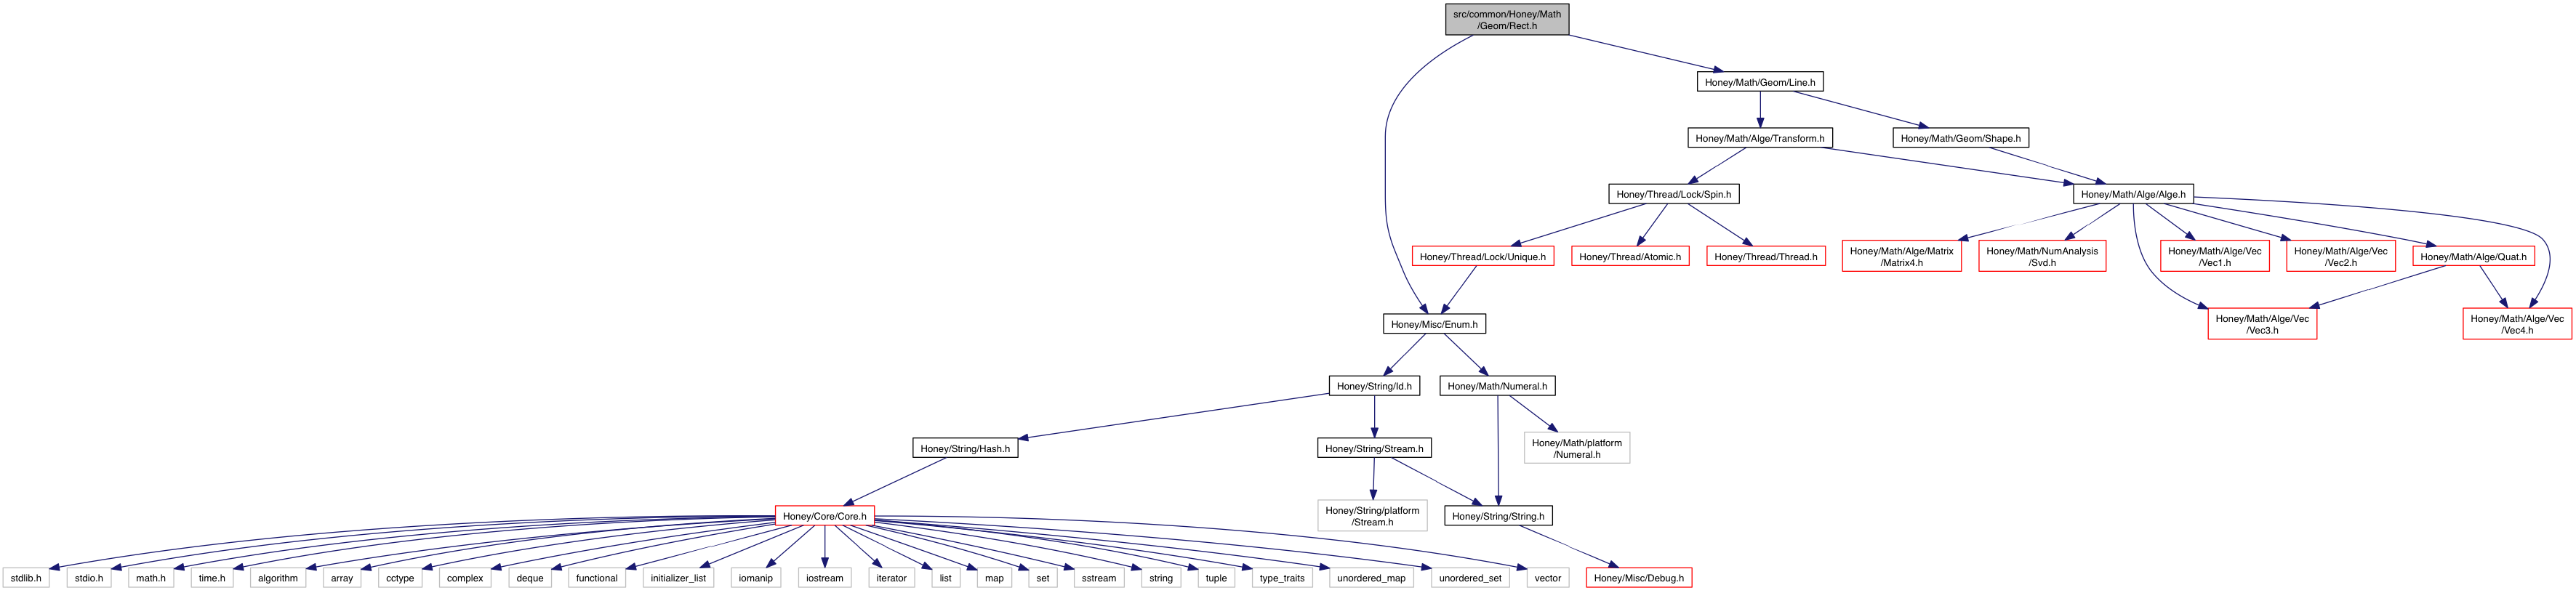 src/common/Honey/Math
/Geom/Rect.h
Honey/Math/Geom/Line.h
Honey/Math/Alge/Transform.h
Honey/Math/Geom/Shape.h
Honey/Thread/Lock/Spin.h
Honey/Math/Alge/Alge.h
Honey/Thread/Lock/Unique.h
Honey/Thread/Atomic.h
Honey/Thread/Thread.h
Honey/Math/Alge/Matrix
/Matrix4.h
Honey/Math/NumAnalysis
/Svd.h
Honey/Math/Alge/Vec
/Vec1.h
Honey/Math/Alge/Vec
/Vec2.h
Honey/Math/Alge/Quat.h
Honey/Misc/Enum.h
Honey/Math/Alge/Vec
/Vec3.h
Honey/Math/Alge/Vec
/Vec4.h
Honey/String/Id.h
Honey/Math/Numeral.h
Honey/String/Hash.h
Honey/String/Stream.h
Honey/Math/platform
/Numeral.h
Honey/Core/Core.h
Honey/String/platform
/Stream.h
Honey/String/String.h
stdlib.h
stdio.h
math.h
time.h
algorithm
array
cctype
complex
deque
functional
initializer_list
iomanip
iostream
iterator
list
map
set
sstream
string
tuple
type_traits
unordered_map
unordered_set
vector
Honey/Misc/Debug.h